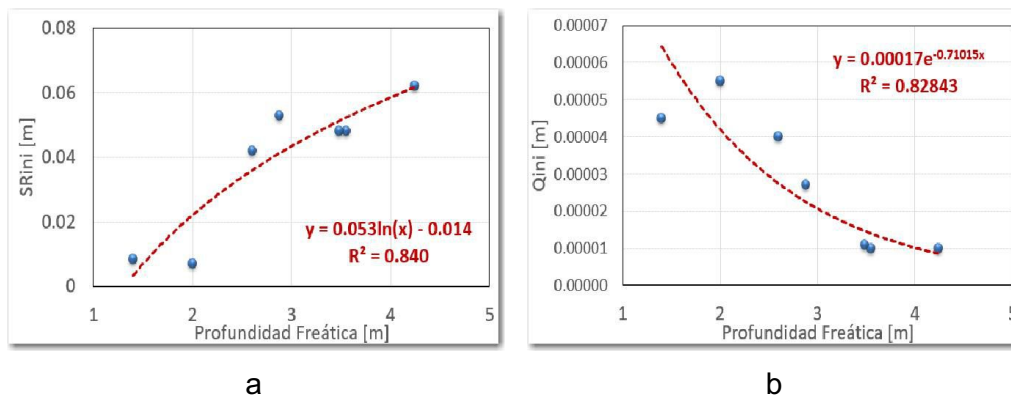 0.08
0.06
0.04
0.02
0
SRini [m]
y = 0.053ln(x) - 0.014
R² = 0.840
1 2 3 4 5
Profundidad Freática [m]
a
0.00007
0.00006
0.00005
0.00004
0.00003
0.00002
0.00001
0.00000
Qini [m]
y = 0.00017e^-0.71015x
R² = 0.82843
1 2 3 4 5
Profundidad Freática [m]
b